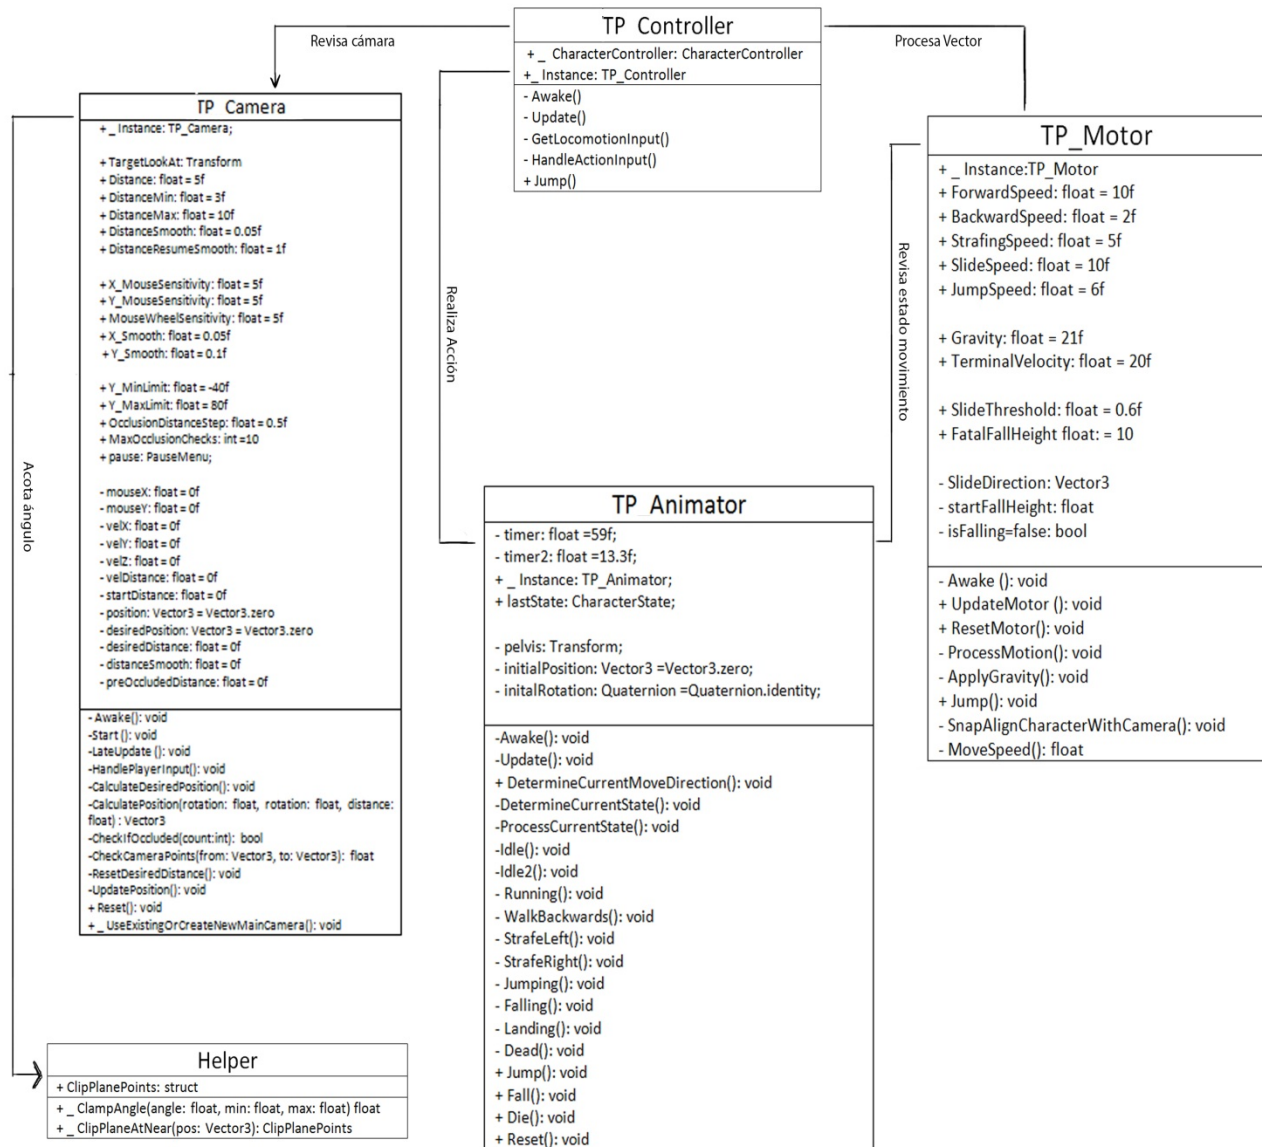 TP_Controller
+ _ CharacterController: CharacterController
+_ Instance: TP_Controller
- Awake()
- Update()
- GetLocomotionInput()
- HandleActionInput()
+ Jump()
Revisa cámara
Procesa Vector
TP_Camera
+ _ Instance: TP_Camera;
+ TargetLookAt: Transform
+ Distance: float = 5f
+ DistanceMin: float = 3f
+ DistanceMax: float = 10f
+ DistanceSmooth: float = 0.05f
+ DistanceResumeSmooth: float = 1f
+ X_MouseSensitivity: float = 5f
+ Y_MouseSensitivity: float = 5f
+ MouseWheelSensitivity: float = 5f
+ X_Smooth: float = 0.05f
+ Y_Smooth: float = 0.1f
+ Y_MinLimit: float = -40f
+ Y_MaxLimit: float = 80f
+ OcclusionDistanceStep: float = 0.5f
+ MaxOcclusionChecks: int =10
+ pause: PauseMenu;
- mouseX: float = 0f
- mouseY: float = 0f
- velX: float = 0f
- velY: float = 0f
- velZ: float = 0f
- velDistance: float = 0f
- startDistance: float = 0f
- position: Vector3 = Vector3.zero
- desiredPosition: Vector3 = Vector3.zero
- desiredDistance: float = 0f
- distanceSmooth: float = 0f
- preOccludedDistance: float = 0f
- Awake(): void
-Start (): void
-LateUpdate (): void
-HandlePlayerInput(): void
-CalculateDesiredPosition(): void
-CalculatePosition(rotation: float, rotation: float, distance:
float) : Vector3
-CheckIfOccluded(count:int): bool
-CheckCameraPoints(from: Vector3, to: Vector3): float
-ResetDesiredDistance(): void
-UpdatePosition(): void
+ Reset(): void
+ _ UseExistingOrCreateNewMainCamera(): void
Acota ángulo
Realiza Acción
Revisa estado movimiento
TP_Motor
+ _ Instance:TP_Motor
+ ForwardSpeed: float = 10f
+ BackwardSpeed: float = 2f
+ StrafingSpeed: float = 5f
+ SlideSpeed: float = 10f
+ JumpSpeed: float = 6f
+ Gravity: float = 21f
+ TerminalVelocity: float = 20f
+ SlideThreshold: float = 0.6f
+ FatalFallHeight float: = 10
- SlideDirection: Vector3
- startFallHeight: float
- isFalling=false: bool
- Awake (): void
+ UpdateMotor (): void
+ ResetMotor(): void
- ProcessMotion(): void
- ApplyGravity(): void
+ Jump(): void
- SnapAlignCharacterWithCamera(): void
- MoveSpeed(): float
TP_Animator
- timer: float =59f;
- timer2: float =13.3f;
+ _ Instance: TP_Animator;
+ lastState: CharacterState;
- pelvis: Transform;
- initialPosition: Vector3 =Vector3.zero;
- initalRotation: Quaternion =Quaternion.identity;
-Awake(): void
-Update(): void
+ DetermineCurrentMoveDirection(): void
-DetermineCurrentState(): void
-ProcessCurrentState(): void
-Idle(): void
-Idle2(): void
- Running(): void
- WalkBackwards(): void
- StrafeLeft(): void
- StrafeRight(): void
- Jumping(): void
- Falling(): void
- Landing(): void
- Dead(): void
+ Jump(): void
+ Fall(): void
+ Die(): void
+ Reset(): void
Helper
+ ClipPlanePoints: struct
+ _ ClampAngle(angle: float, min: float, max: float) float
+ _ ClipPlaneAtNear(pos: Vector3): ClipPlanePoints